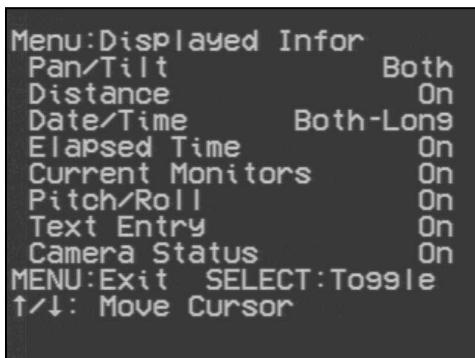 Menu:Displayed Infor
Pan/Tilt Both
Distance On
Date/Time Both-Long
Elapsed Time On
Current Monitors On
Pitch/Roll On
Text Entry On
Camera Status On
MENU:Exit SELECT:Toggle
↑/↓: Move Cursor